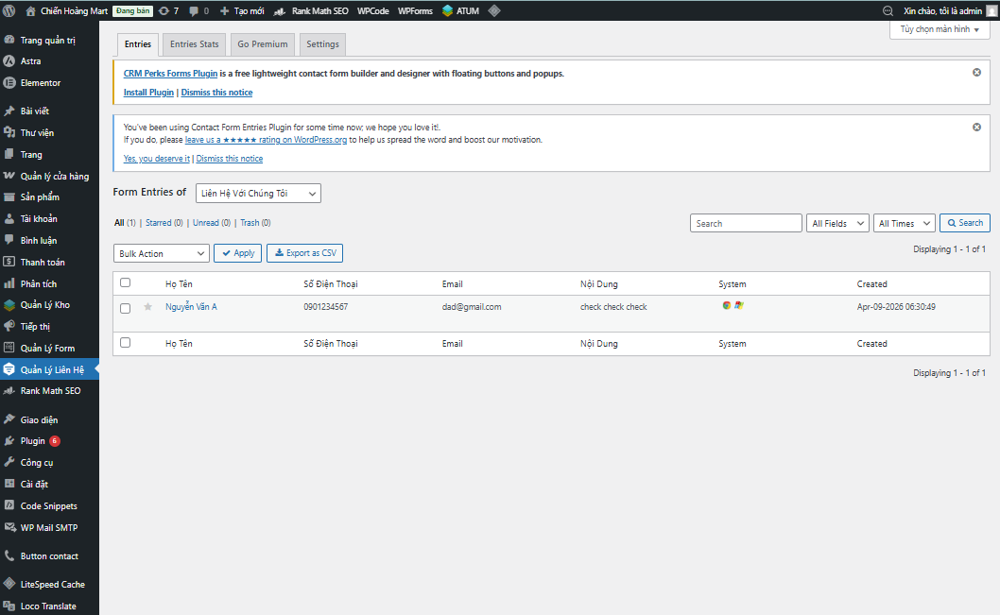 Chiến Hoàng Mart Đang bán 7 0 Tạo mới Rank Math SEO WPCode WPForms ATUM Xin chào, tôi là admin
Tùy chọn màn hình
Trang quản trị
Astra
Elementor
Bài viết
Thư viện
Trang
Quản lý cửa hàng
Sản phẩm
Tài khoản
Bình luận
Thanh toán
Phân tích
Quản Lý Kho
Tiếp thị
Quản Lý Form
Quản Lý Liên Hệ
Rank Math SEO
Giao diện
Plugin 6
Công cụ
Cài đặt
Code Snippets
WP Mail SMTP
Button contact
LiteSpeed Cache
Loco Translate
Entries Entries Stats Go Premium Settings
CRM Perks Forms Plugin is a free lightweight contact form builder and designer with floating buttons and popups.
Install Plugin | Dismiss this notice
You've been using Contact Form Entries Plugin for some time now; we hope you love it!.
If you do, please leave us a ★★★★★ rating on WordPress.org to help us spread the word and boost our motivation.
Yes, you deserve it | Dismiss this notice
Form Entries of Liên Hệ Với Chúng Tôi
All (1) | Starred (0) | Unread (0) | Trash (0) Search All Fields All Times Search
Bulk Action Apply Export as CSV Displaying 1 - 1 of 1
Họ Tên Số Điện Thoại Email Nội Dung System Created
Nguyễn Văn A 0901234567 dad@gmail.com check check check Apr-09-2026 06:30:49
Họ Tên Số Điện Thoại Email Nội Dung System Created
Displaying 1 - 1 of 1